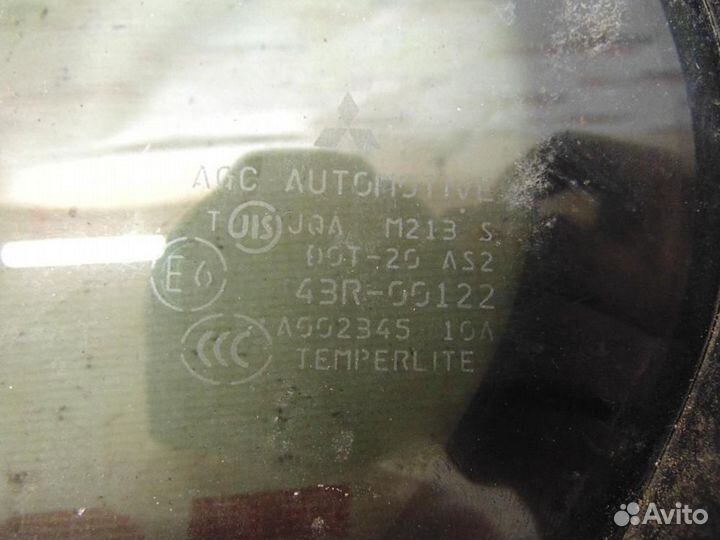 AGC AUTOMOTIVE
T JIS JQA M213 S
DOT-20 AS2
E6 43R-00122
CCC A002345 10A
TEMPERLITE
Avito